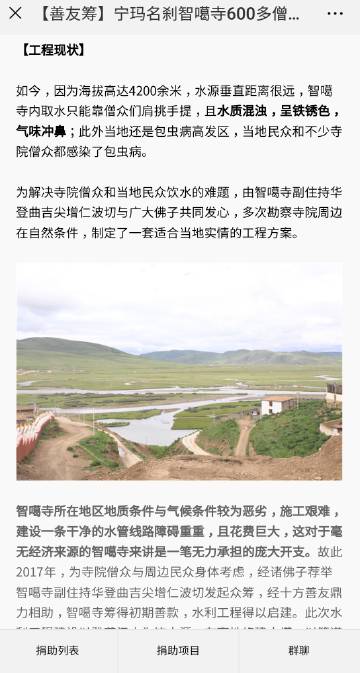 【善友筹】宁玛名刹智噶寺600多僧...
【工程现状】
如今，因为海拔高达4200余米，水源垂直距离很远，智噶
寺内取水只能靠僧众们肩挑手提，且水质混浊，呈铁锈色，
气味冲鼻；此外当地还是包虫病高发区，当地民众和不少寺
院僧众都感染了包虫病。
为解决寺院僧众和当地民众饮水的难题，由智噶寺副住持华
登曲吉尖增仁波切与广大佛子共同发心，多次勘察寺院周边
在自然条件，制定了一套适合当地实情的工程方案。
智噶寺所在地区地质条件与气候条件较为恶劣，施工艰难，
建设一条干净的水管线路障碍重重，且花费巨大，这对于毫
无经济来源的智噶寺来讲是一笔无力承担的庞大开支。故此
2017年，为寺院僧众与周边民众身体考虑，经诸佛子荐举
智噶寺副住持华登曲吉尖增仁波切发起众筹，经十方善友鼎
力相助，智噶寺筹得初期善款，水利工程得以启建。此次水
捐助列表
捐助项目
群聊